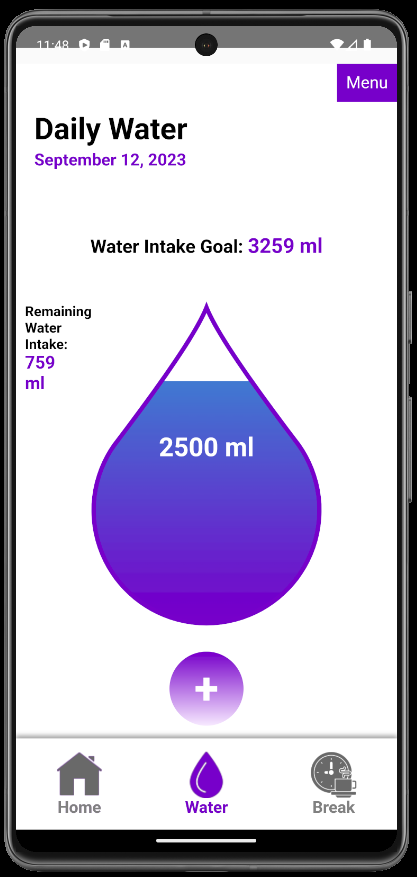 11:48
Menu
Daily Water
September 12, 2023
Water Intake Goal: 3259 ml
Remaining
Water
Intake:
759
ml
2500 ml
Home
Water
Break